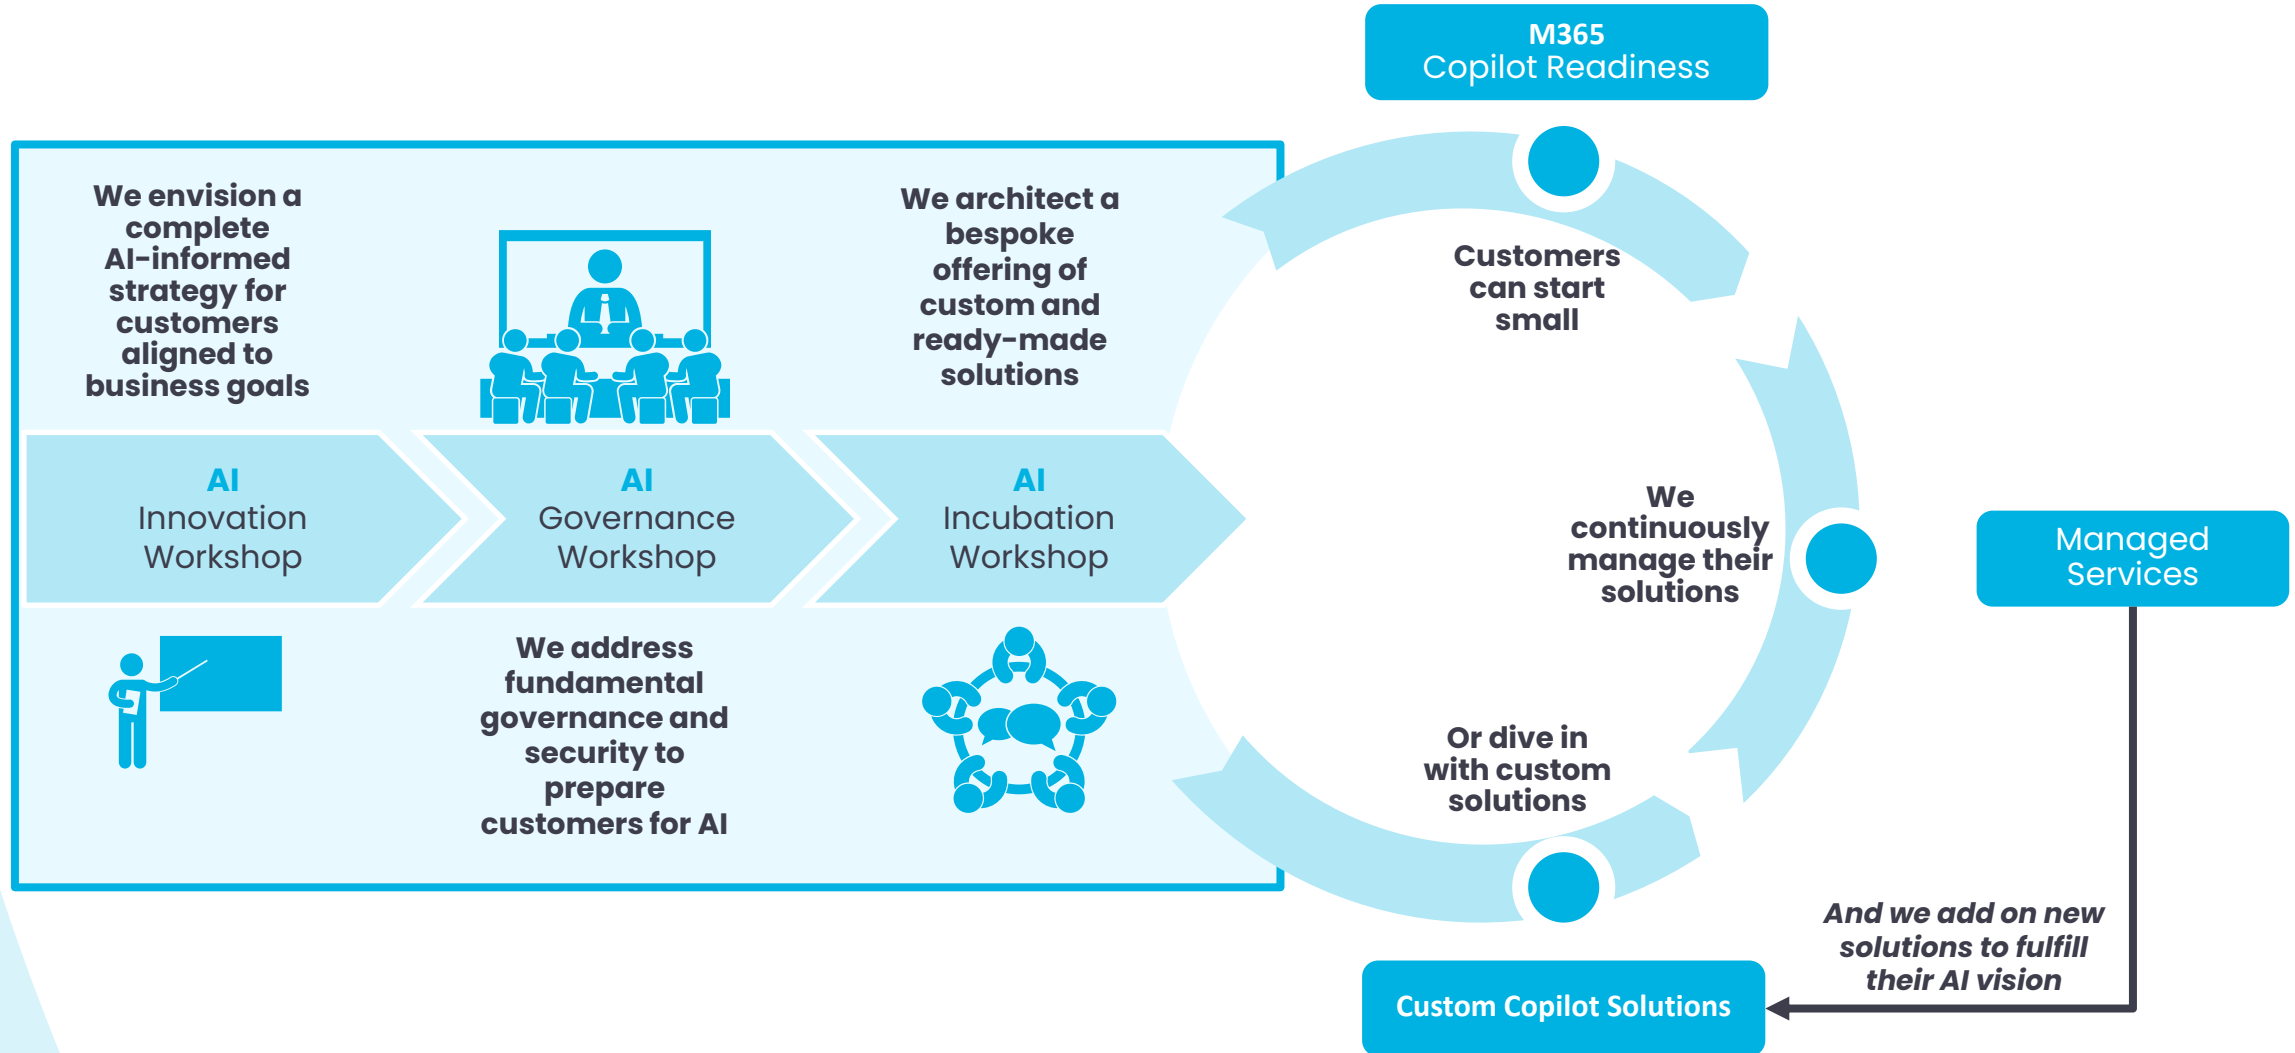 M365
Copilot Readiness
We envision a
complete
AI-informed
strategy for
customers
aligned to
business goals
We architect a
bespoke
offering of
custom and
ready-made
solutions
Customers
can start
small
AI
Innovation
Workshop
AI
Governance
Workshop
AI
Incubation
Workshop
We
continuously
manage their
solutions
Managed
Services
We address
fundamental
governance and
security to
prepare
customers for AI
Or dive in
with custom
solutions
And we add on new
solutions to fulfill
their AI vision
Custom Copilot Solutions